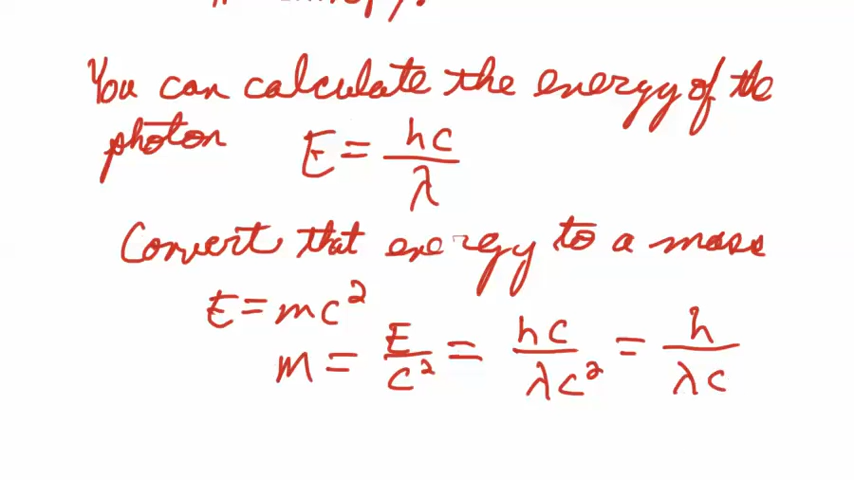 You can calculate the energy of the
photon E = hc/λ
Convert that energy to a mass
E = mc²
m = E/c² = hc/λc² = h/λc